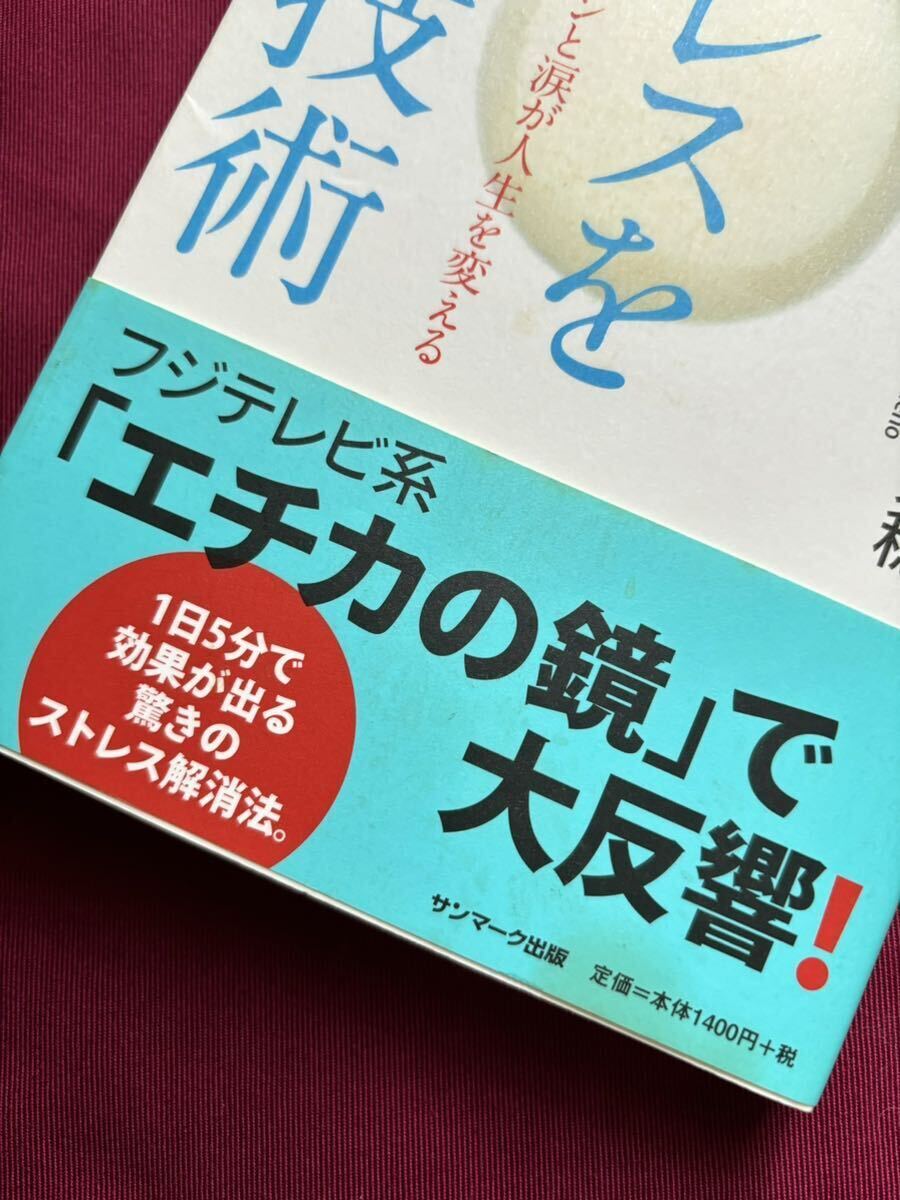 レスを
技術
ンと涙が人生を変える
フジテレビ系
「エチカの鏡」で
大反響!
1日5分で
効果が出る
驚きの
ストレス解消法。
サンマーク出版
定価=本体1400円+税